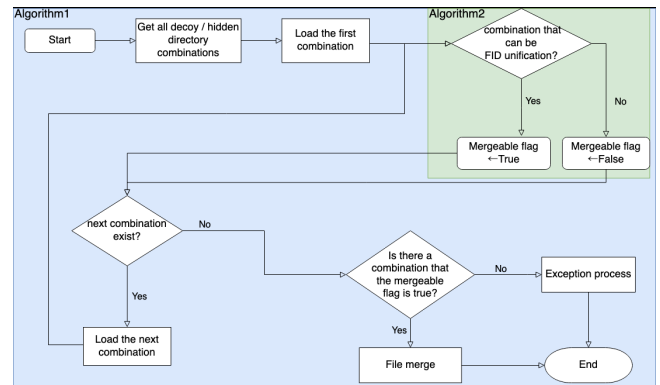 Algorithm1
Algorithm2
Start
Get all decoy / hidden
directory
combinations
Load the first
combination
combination that
can be
FID unification?
Yes
No
Mergeable flag
←True
Mergeable flag
←False
next combination
exist?
No
Yes
Is there a
combination that
the mergeable
flag is true?
No
Exception process
Yes
Load the next
combination
File merge
End